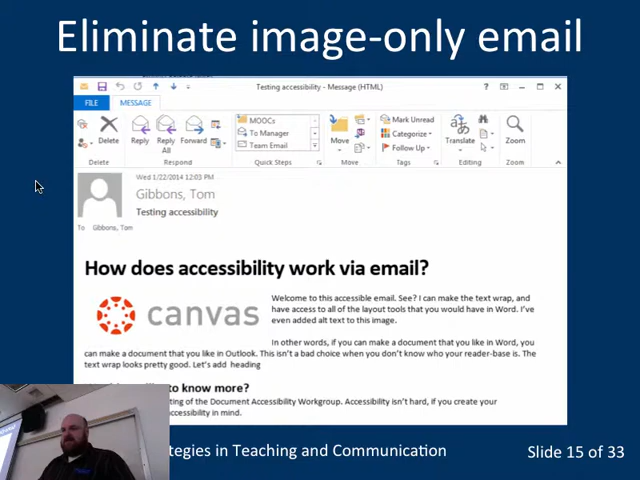 Eliminate image-only email
Testing accessibility - Message (HTML)
FILE MESSAGE
Delete
Reply
Reply All
Forward
MOOCs
To Manager
Team Email
Move
Mark Unread
Categorize
Follow Up
Translate
Zoom
Delete Respond Quick Steps Move Tags Editing Zoom
Wed 1/22/2014 12:03 PM
Gibbons, Tom
Testing accessibility
To Gibbons, Tom
How does accessibility work via email?
canvas
Welcome to this accessible email. See? I can make the text wrap, and
have access to all of the layout tools that you would have in Word. I've
even added alt text to this image.
In other words, if you can make a document that you like in Word, you
can make a document that you like in Outlook. This isn't a bad choice when you don't know who your reader-base is. The
text wrap looks pretty good. Let's add heading
to know more?
ting of the Document Accessibility Workgroup. Accessibility isn't hard, if you create your
accessibility in mind.
tegies in Teaching and Communication
Slide 15 of 33